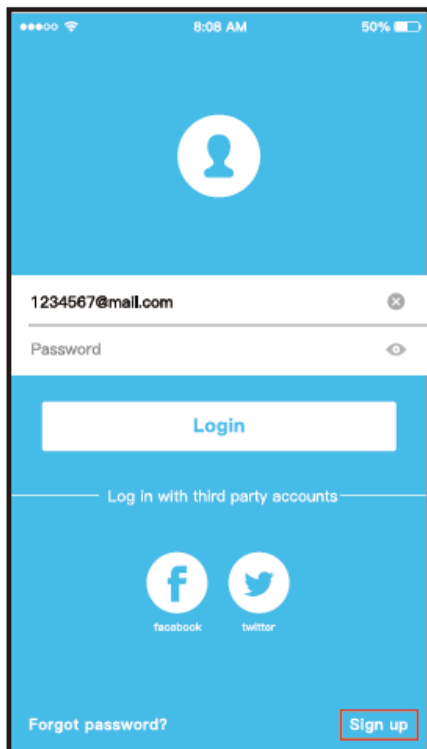 8:08 AM 50%
1234567@mail.com
Password
Login
Log in with third party accounts
facebook twitter
Forgot password? Sign up